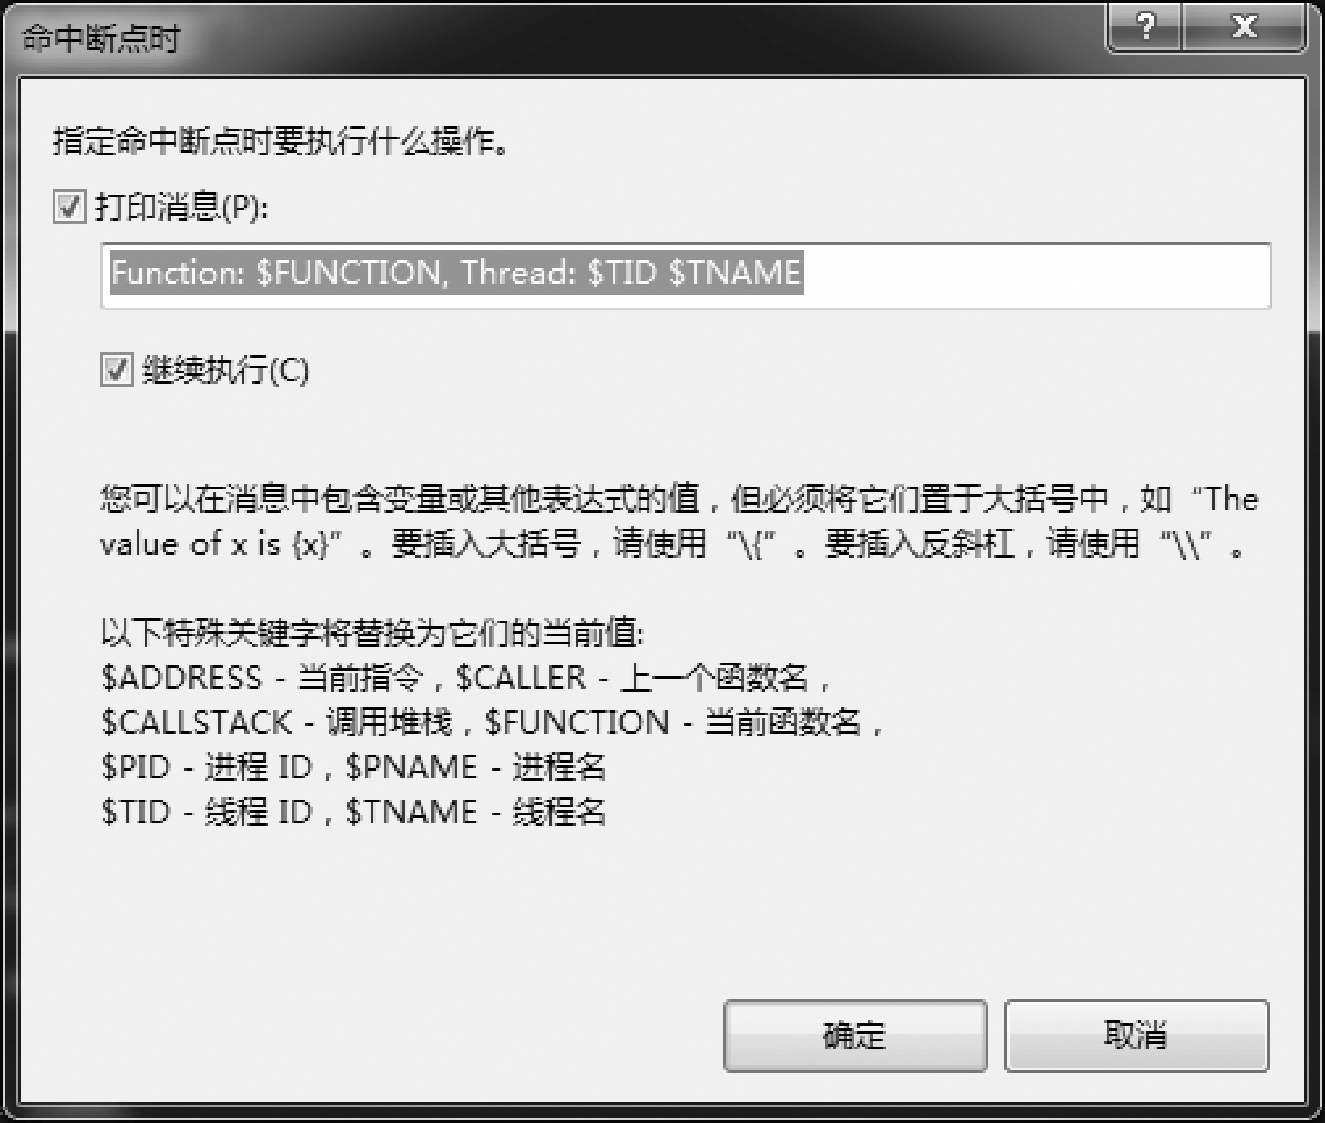 命中断点时
指定命中断点时要执行什么操作。
打印消息(P):
Function: $FUNCTION, Thread: $TID $TNAME
继续执行(C)
您可以在消息中包含变量或其他表达式的值，但必须将它们置于大括号中，如“The
value of x is {x}”。要插入大括号，请使用“\{”。要插入反斜杠，请使用“\\”。
以下特殊关键字将替换为它们的当前值:
$ADDRESS - 当前指令，$CALLER - 上一个函数名，
$CALLSTACK - 调用堆栈，$FUNCTION - 当前函数名，
$PID - 进程 ID，$PNAME - 进程名
$TID - 线程 ID，$TNAME - 线程名
确定
取消